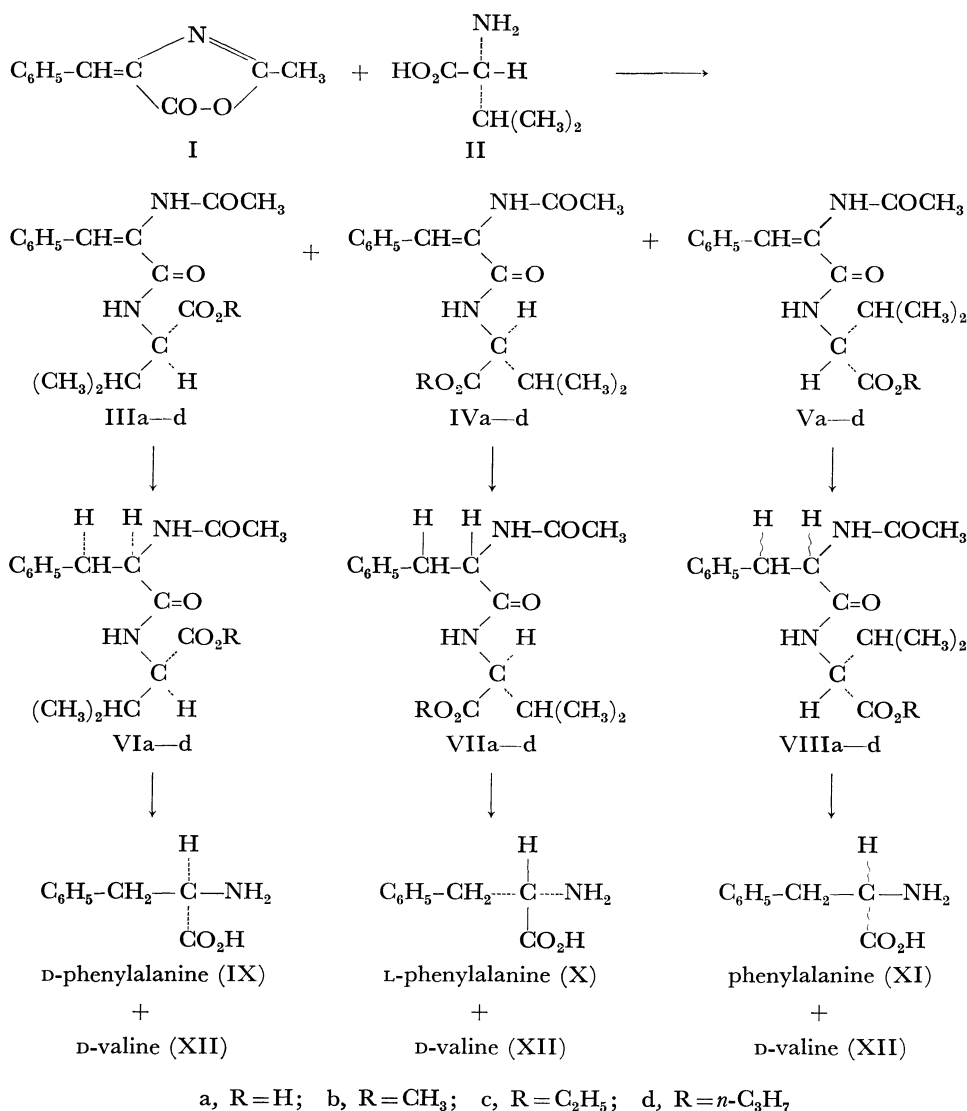 N NH₂
C₆H₅–CH=C C–CH₃ + HO₂C–C–H
CO–O CH(CH₃)₂
I II
NH–COCH₃ NH–COCH₃ NH–COCH₃
C₆H₅–CH=C + C₆H₅–CH=C + C₆H₅–CH=C
C=O C=O C=O
HN CO₂R HN H HN CH(CH₃)₂
C C C
(CH₃)₂HC H RO₂C CH(CH₃)₂ H CO₂R
IIIa—d IVa—d Va—d
H H NH–COCH₃ H H NH–COCH₃ H H NH–COCH₃
C₆H₅–CH–C C₆H₅–CH–C C₆H₅–CH–C
C=O C=O C=O
HN CO₂R HN H HN CH(CH₃)₂
C C C
(CH₃)₂HC H RO₂C CH(CH₃)₂ H CO₂R
VIa—d VIIa—d VIIIa—d
H H H
C₆H₅–CH₂–C—NH₂ C₆H₅–CH₂----C----NH₂ C₆H₅–CH₂–C—NH₂
CO₂H CO₂H CO₂H
D-phenylalanine (IX) L-phenylalanine (X) phenylalanine (XI)
+ + +
D-valine (XII) D-valine (XII) D-valine (XII)
a, R=H; b, R=CH₃; c, R=C₂H₅; d, R=n-C₃H₇